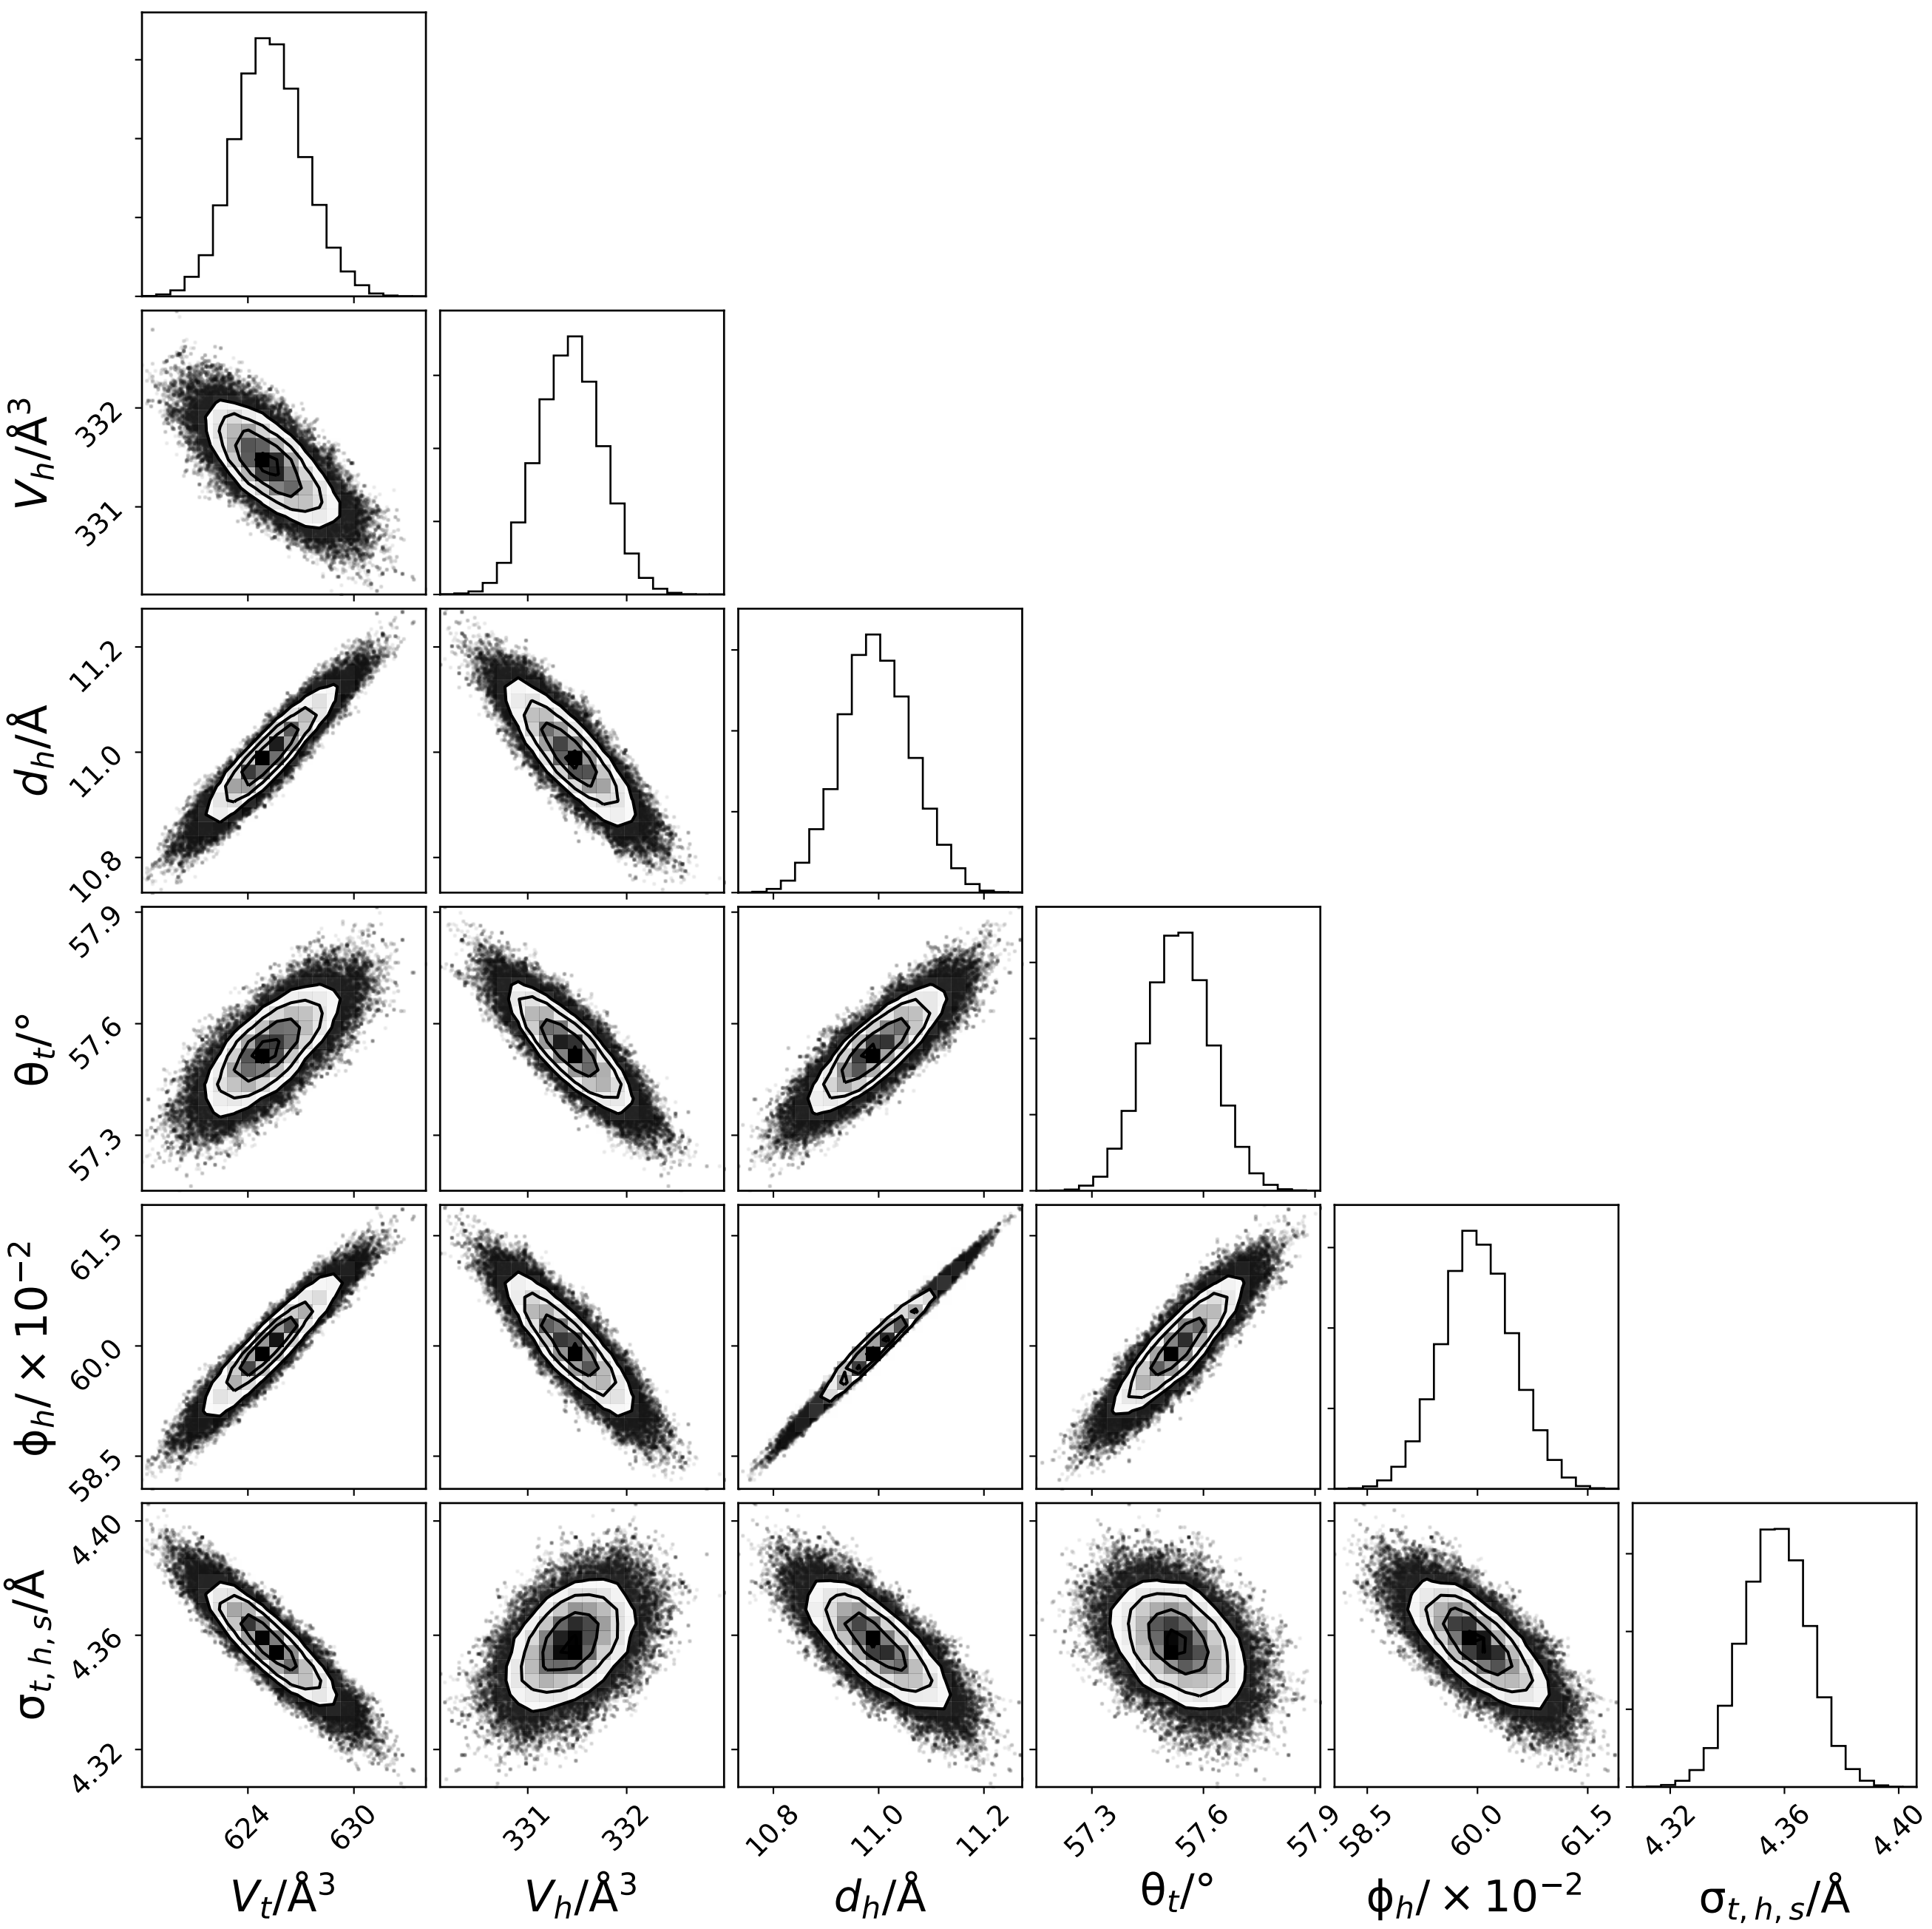 332
331
V_h/Å^3
11.2
11.0
10.8
d_h/Å
57.9
57.6
57.3
θ_t/°
61.5
60.0
58.5
ϕ_h/ × 10^{−2}
4.40
4.36
4.32
σ_{t, h, s}/Å
624 630 331 332 10.8 11.0 11.2 57.3 57.6 57.9 58.5 60.0 61.5 4.32 4.36 4.40
V_t/Å^3 V_h/Å^3 d_h/Å θ_t/° ϕ_h/ × 10^{−2} σ_{t, h, s}/Å